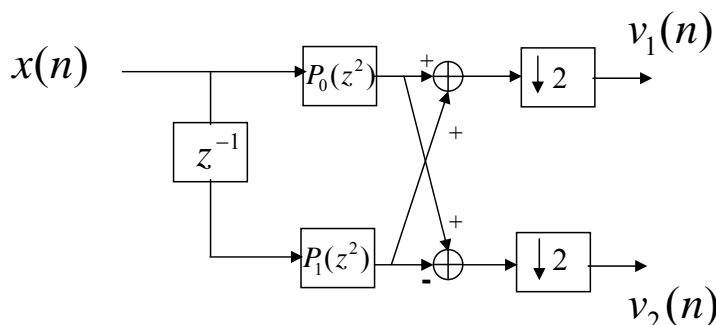 v₁(n)
x(n)
P₀(z²)
+
↓ 2
+
z⁻¹
+
P₁(z²)
-
↓ 2
v₂(n)